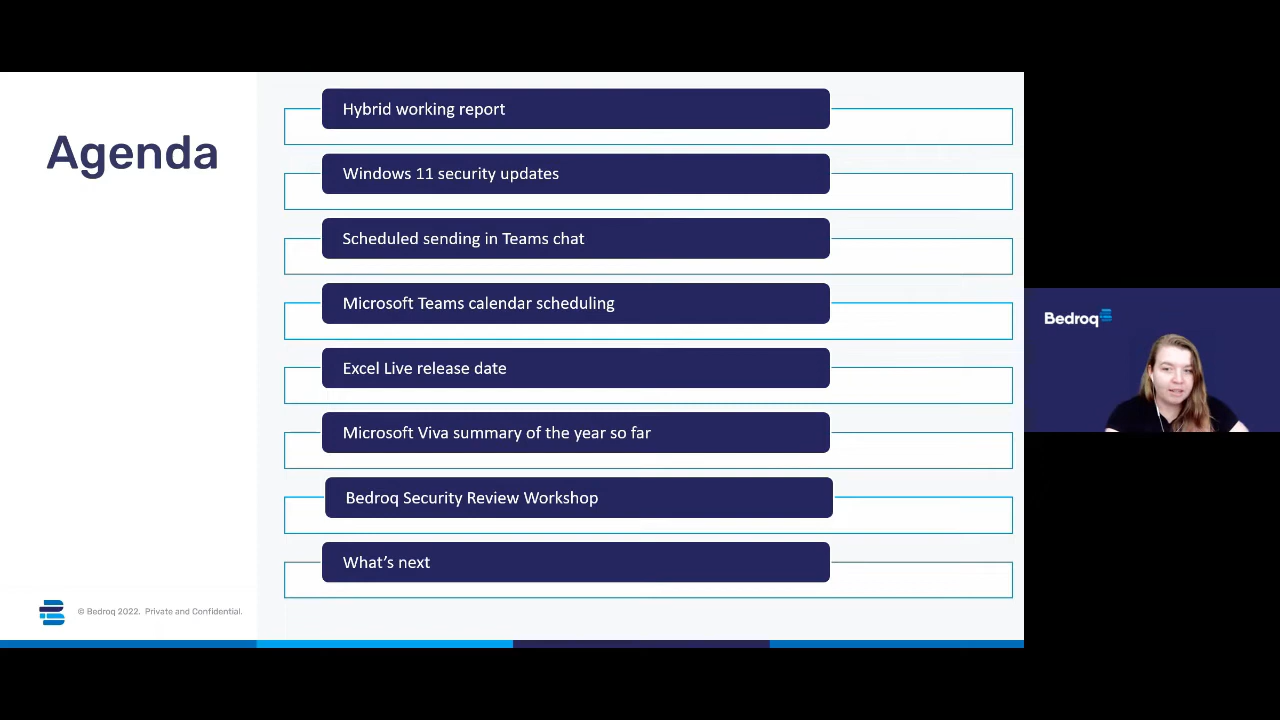 Agenda
Hybrid working report
Windows 11 security updates
Scheduled sending in Teams chat
Microsoft Teams calendar scheduling
Excel Live release date
Microsoft Viva summary of the year so far
Bedroq Security Review Workshop
What’s next
© Bedroq 2022. Private and Confidential.
Bedroq